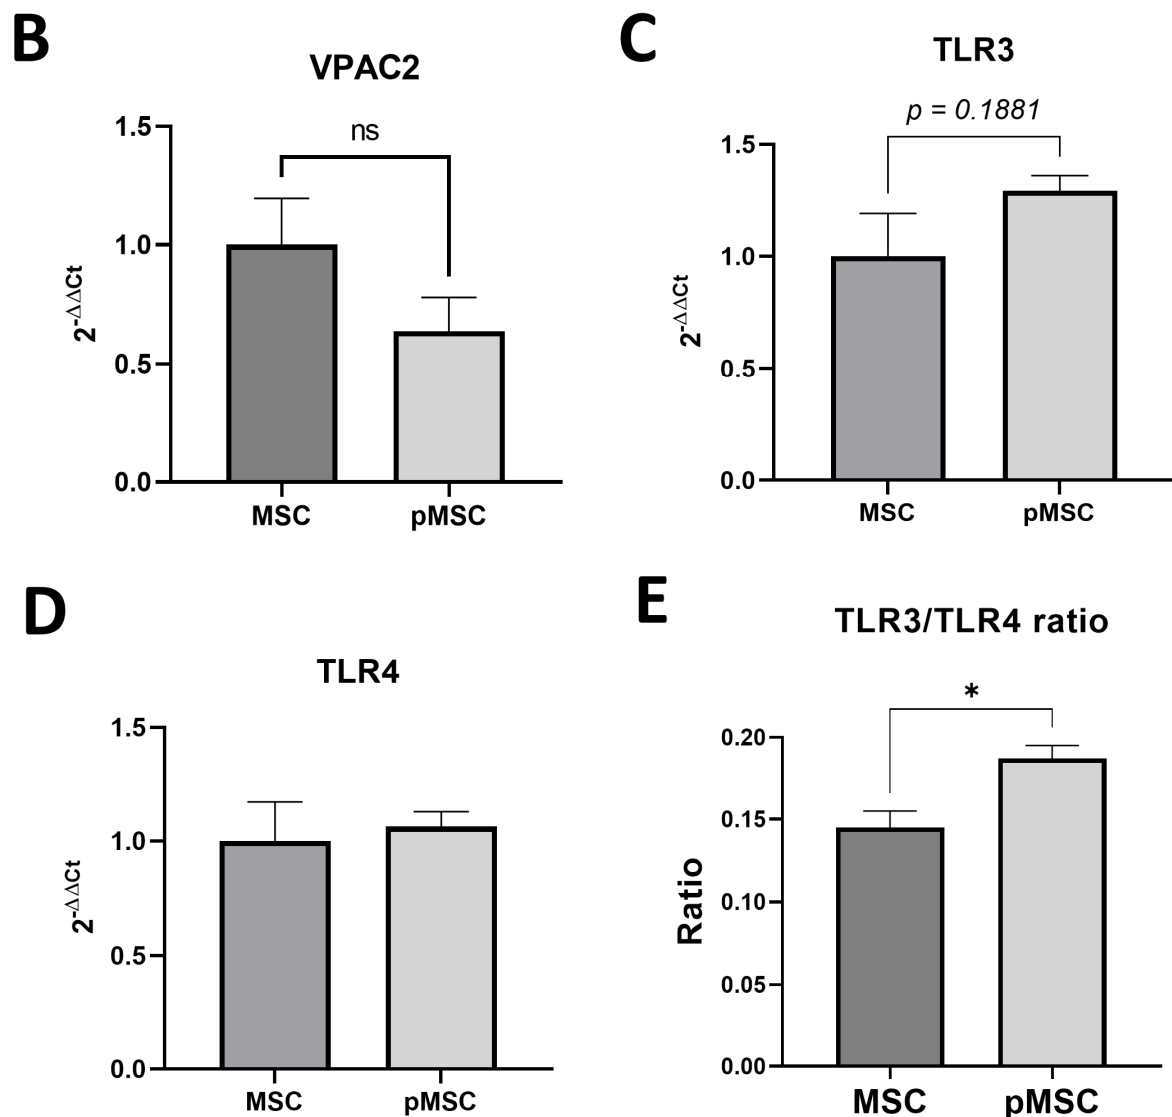 B
VPAC2
ns
1.5
1.0
0.5
0.0
2-ΔΔCt
MSC
pMSC
C
TLR3
p = 0.1881
1.5
1.0
0.5
0.0
2-ΔΔCt
MSC
pMSC
D
TLR4
1.5
1.0
0.5
0.0
2-ΔΔCt
MSC
pMSC
E
TLR3/TLR4 ratio
*
0.20
0.15
0.10
0.05
0.00
Ratio
MSC
pMSC